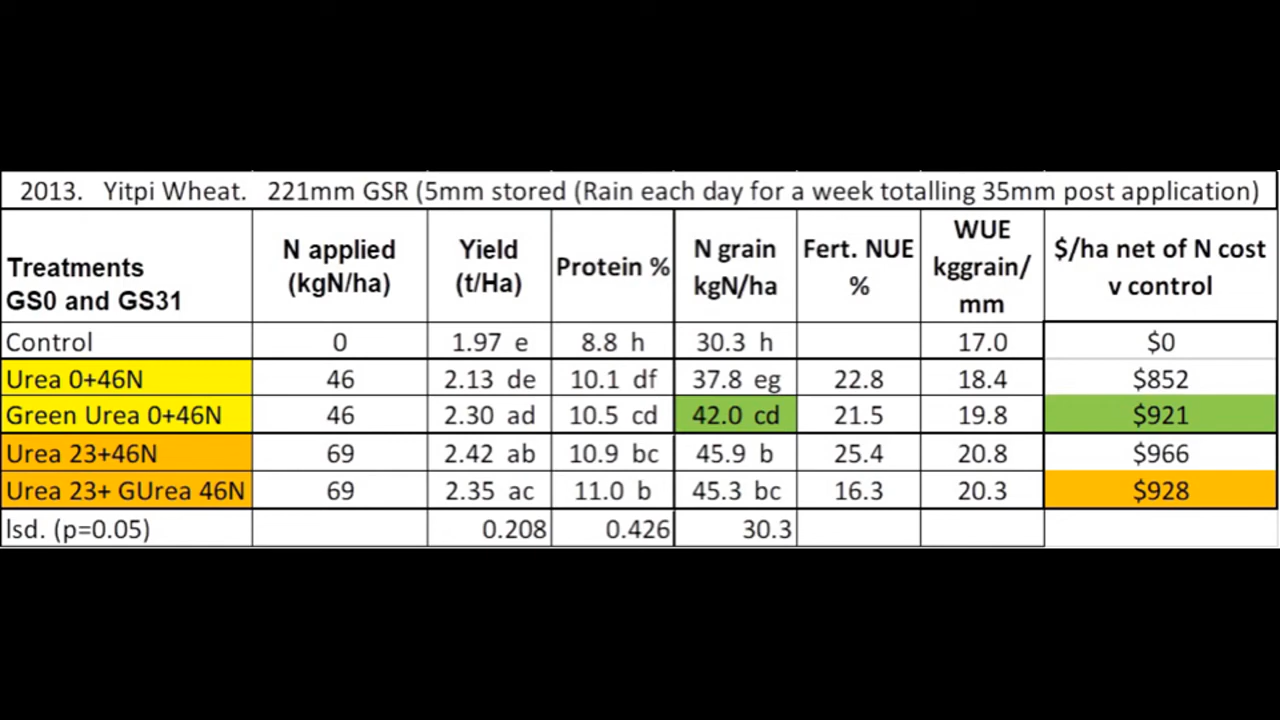 2013. Yitpi Wheat. 221mm GSR (5mm stored (Rain each day for a week totalling 35mm post application)
Treatments GS0 and GS31 N applied (kgN/ha) Yield (t/Ha) Protein % N grain kgN/ha Fert. NUE % WUE kggrain/ mm $/ha net of N cost v control
Control 0 1.97 e 8.8 h 30.3 h 17.0 $0
Urea 0+46N 46 2.13 de 10.1 df 37.8 eg 22.8 18.4 $852
Green Urea 0+46N 46 2.30 ad 10.5 cd 42.0 cd 21.5 19.8 $921
Urea 23+46N 69 2.42 ab 10.9 bc 45.9 b 25.4 20.8 $966
Urea 23+ GUrea 46N 69 2.35 ac 11.0 b 45.3 bc 16.3 20.3 $928
lsd. (p=0.05) 0.208 0.426 30.3